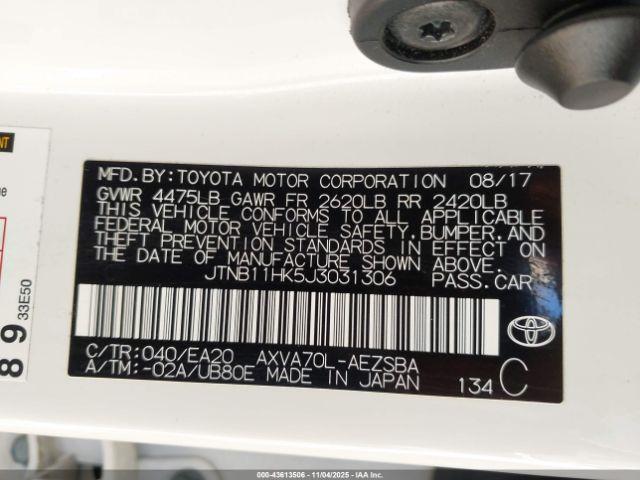 MFD.BY:TOYOTA MOTOR CORPORATION 08/17
GVWR 4475LB GAWR FR 2620LB RR 2420LB
THIS VEHICLE CONFORMS TO ALL APPLICABLE
FEDERAL MOTOR VEHICLE SAFETY,BUMPER,AND
THEFT PREVENTION STANDARDS IN EFFECT ON
THE DATE OF MANUFACTURE SHOWN ABOVE.
JTNB11HK5J3031306 PASS.CAR
C/TR:040/EA20 AXVA70L-AEZSBA
A/TM:-02A/UB80E MADE IN JAPAN
134 C
TOYOTA
89
33E50
000-43613506 - 11/04/2025 - IAA Inc.